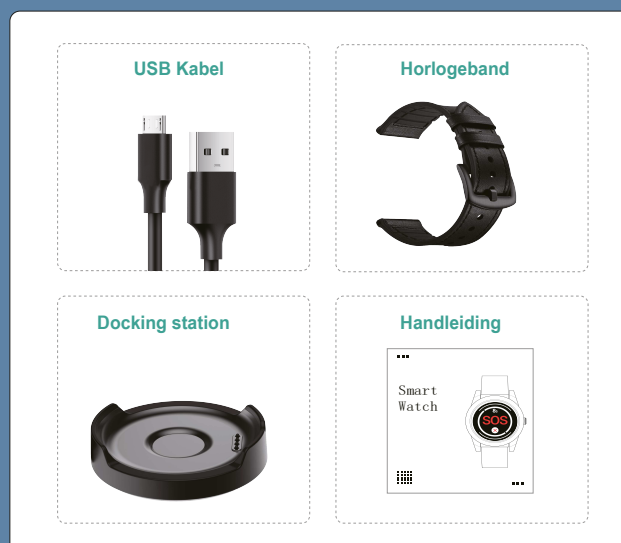 USB Kabel
Horlogeband
Docking station
Handleiding
Smart
Watch
SOS